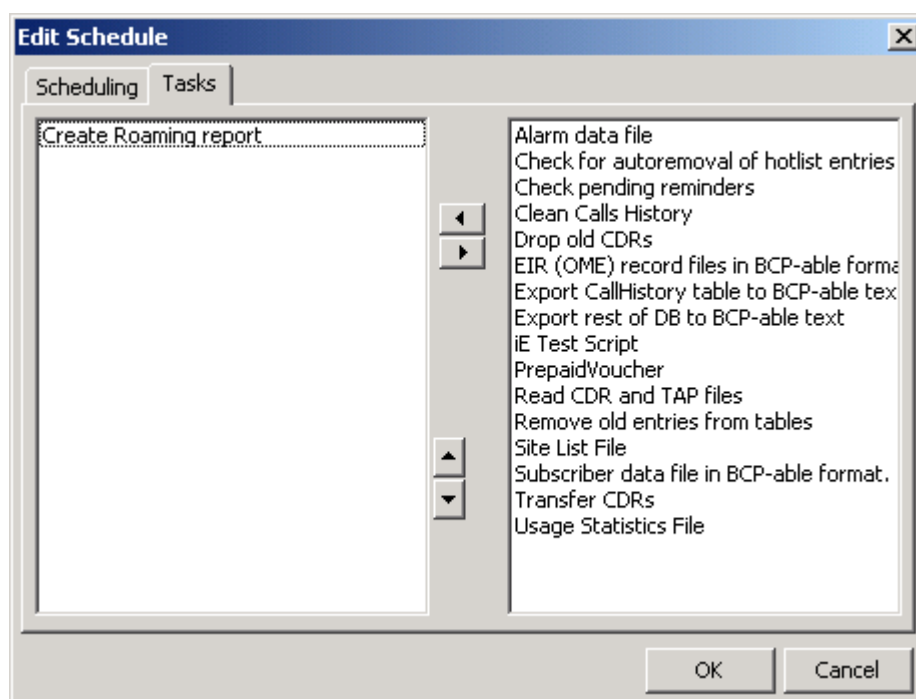 Edit Schedule
Scheduling
Tasks
Create Roaming report
Alarm data file
Check for autoremoval of hotlist entries
Check pending reminders
Clean Calls History
Drop old CDRs
EIR (OME) record files in BCP-able forma
Export CallHistory table to BCP-able tex
Export rest of DB to BCP-able text
iE Test Script
PrepaidVoucher
Read CDR and TAP files
Remove old entries from tables
Site List File
Subscriber data file in BCP-able format.
Transfer CDRs
Usage Statistics File
OK
Cancel